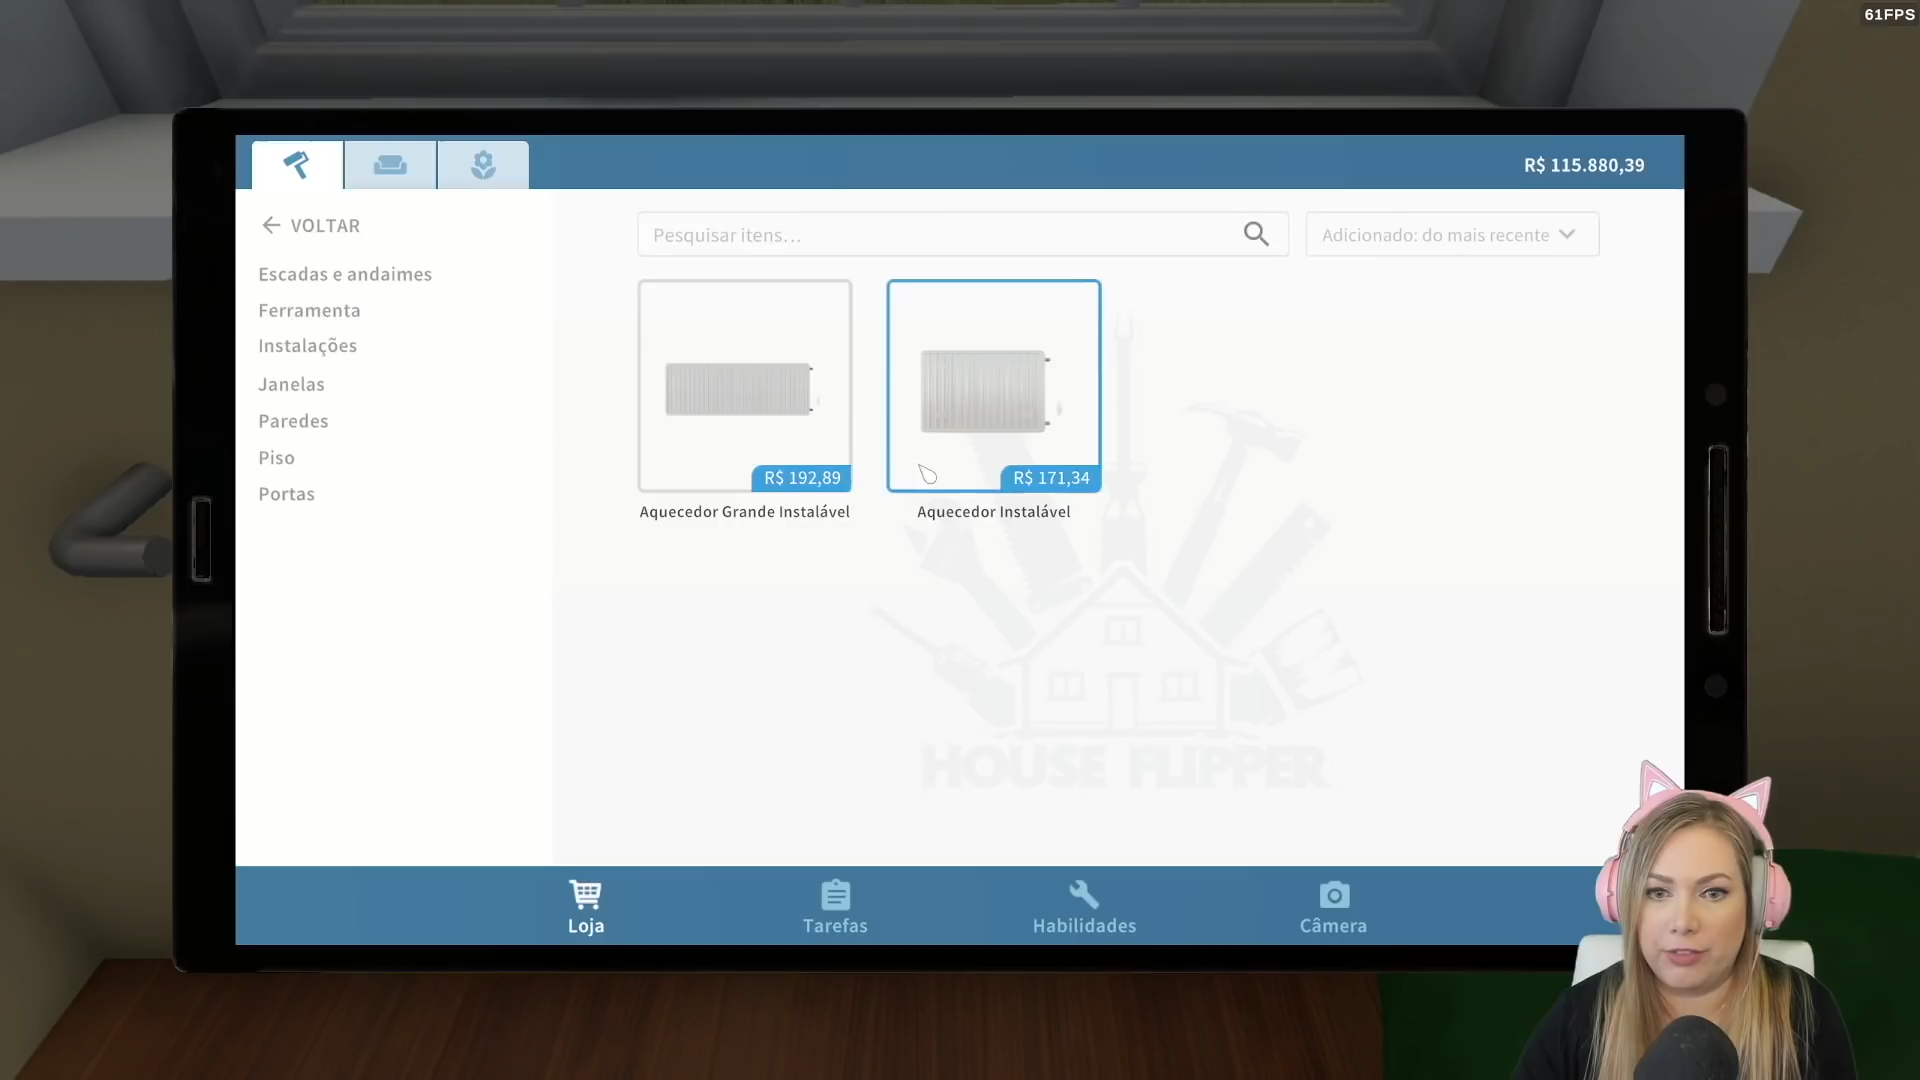 61FPS
R$ 115.880,39
VOLTAR
Pesquisar itens...
Adicionado: do mais recente
Escadas e andaimes
Ferramenta
Instalações
Janelas
Paredes
Piso
Portas
R$ 192,89
R$ 171,34
Aquecedor Grande Instalável
Aquecedor Instalável
HOUSE FLIPPER
Loja
Tarefas
Habilidades
Câmera